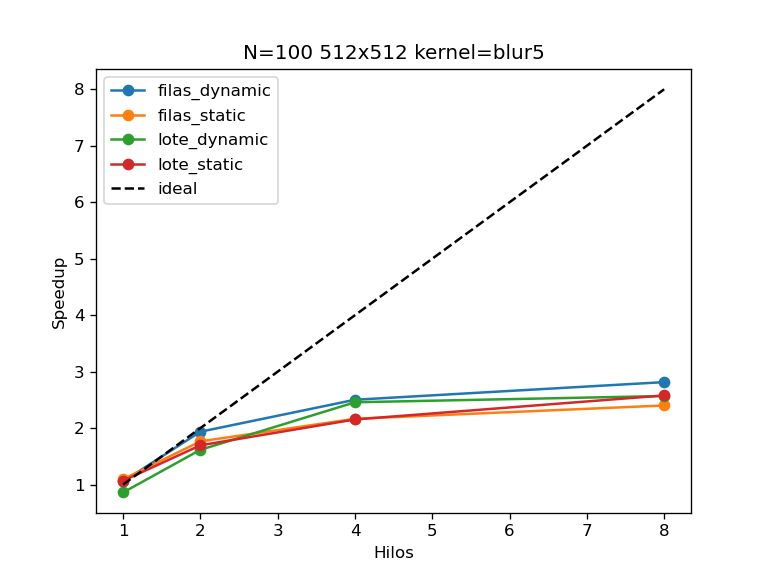 N=100 512x512 kernel=blur5
filas_dynamic
filas_static
lote_dynamic
lote_static
ideal
Speedup
8
7
6
5
4
3
2
1
1 2 3 4 5 6 7 8
Hilos